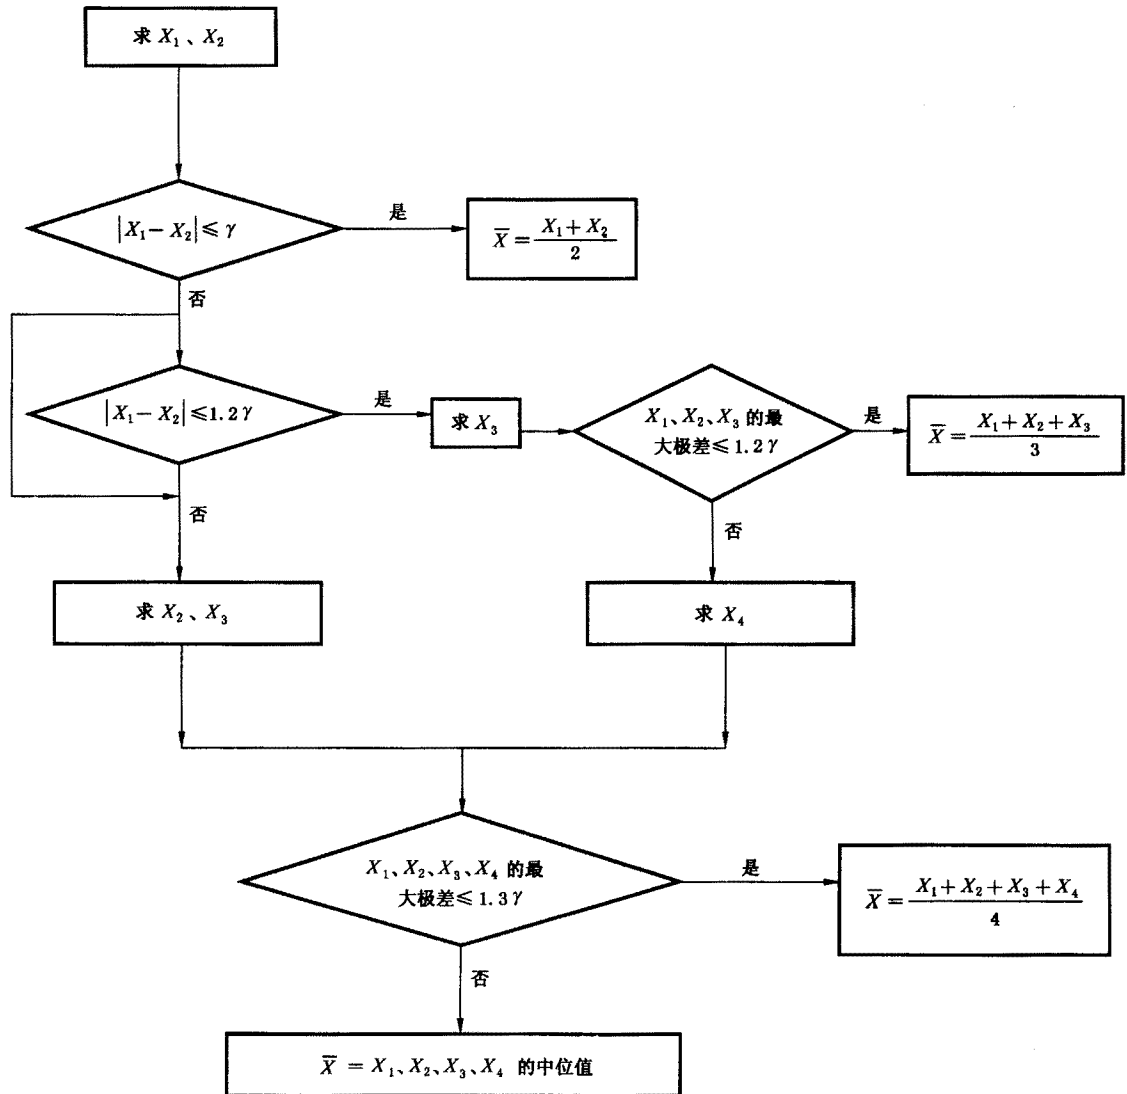 求 X₁、X₂
|X₁－X₂|≤γ
是
X̄＝(X₁＋X₂)/2
否
|X₁－X₂|≤1.2γ
是
求 X₃
X₁、X₂、X₃ 的最
大极差≤1.2γ
是
X̄＝(X₁＋X₂＋X₃)/3
否
否
求 X₂、X₃
求 X₄
X₁、X₂、X₃、X₄ 的最
大极差≤1.3γ
是
X̄＝(X₁＋X₂＋X₃＋X₄)/4
否
X̄ ＝ X₁、X₂、X₃、X₄ 的中位值